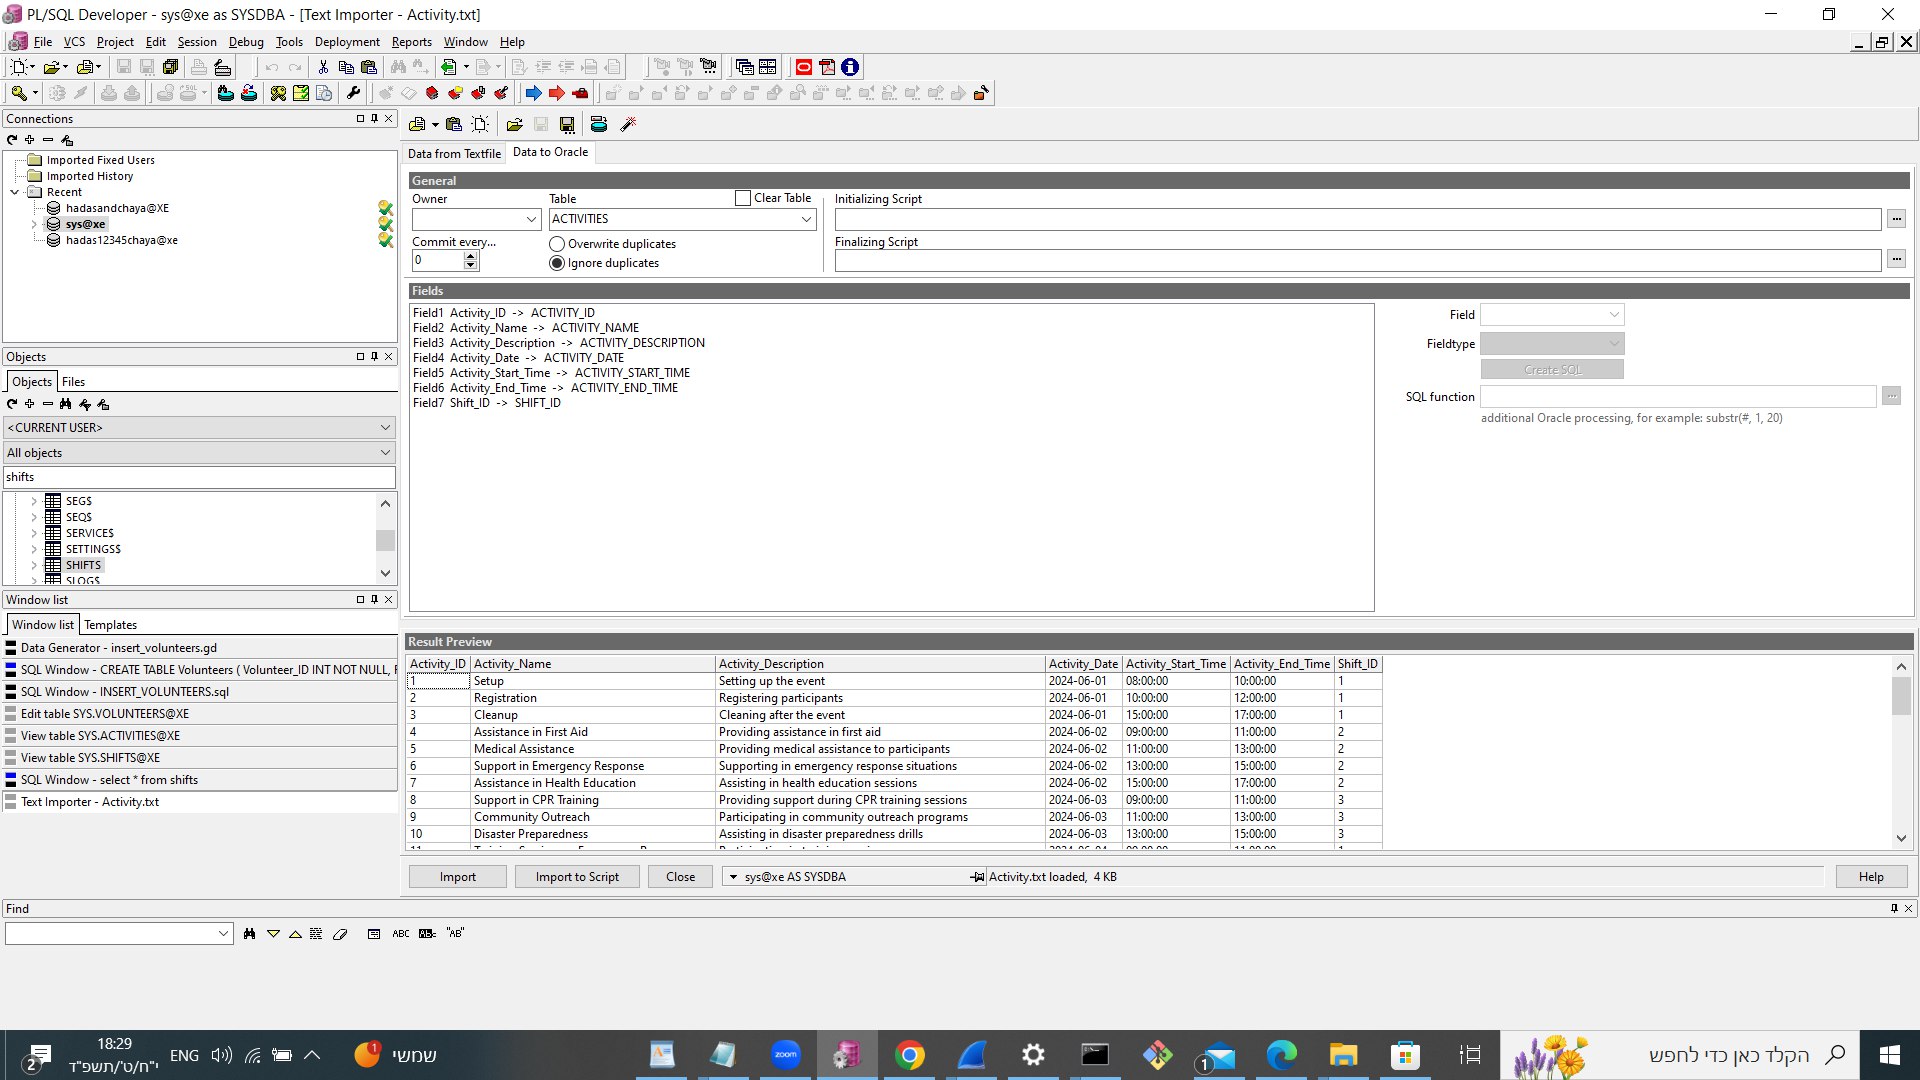 PL/SQL Developer - sys@xe as SYSDBA - [Text Importer - Activity.txt]
File VCS Project Edit Session Debug Tools Deployment Reports Window Help
Connections
Imported Fixed Users
Imported History
Recent
hadasandchaya@XE
sys@xe
hadas12345chaya@xe
Objects
Objects Files
<CURRENT USER>
All objects
shifts
SEG$
SEQ$
SERVICE$
SETTINGS$
SHIFTS
SLOG$
Window list
Window list Templates
Data Generator - insert_volunteers.gd
SQL Window - CREATE TABLE Volunteers ( Volunteer_ID INT NOT NULL, F
SQL Window - INSERT_VOLUNTEERS.sql
Edit table SYS.VOLUNTEERS@XE
View table SYS.ACTIVITIES@XE
View table SYS.SHIFTS@XE
SQL Window - select * from shifts
Text Importer - Activity.txt
Data from Textfile Data to Oracle
General
Owner Table Clear Table Initializing Script
ACTIVITIES
Commit every... Overwrite duplicates Finalizing Script
0 Ignore duplicates
Fields
Field1 Activity_ID -> ACTIVITY_ID
Field2 Activity_Name -> ACTIVITY_NAME
Field3 Activity_Description -> ACTIVITY_DESCRIPTION
Field4 Activity_Date -> ACTIVITY_DATE
Field5 Activity_Start_Time -> ACTIVITY_START_TIME
Field6 Activity_End_Time -> ACTIVITY_END_TIME
Field7 Shift_ID -> SHIFT_ID
Field
Fieldtype
Create SQL
SQL function
additional Oracle processing, for example: substr(#, 1, 20)
Result Preview
Activity_ID Activity_Name Activity_Description Activity_Date Activity_Start_Time Activity_End_Time Shift_ID
1 Setup Setting up the event 2024-06-01 08:00:00 10:00:00 1
2 Registration Registering participants 2024-06-01 10:00:00 12:00:00 1
3 Cleanup Cleaning after the event 2024-06-01 15:00:00 17:00:00 1
4 Assistance in First Aid Providing assistance in first aid 2024-06-02 09:00:00 11:00:00 2
5 Medical Assistance Providing medical assistance to participants 2024-06-02 11:00:00 13:00:00 2
6 Support in Emergency Response Supporting in emergency response situations 2024-06-02 13:00:00 15:00:00 2
7 Assistance in Health Education Assisting in health education sessions 2024-06-02 15:00:00 17:00:00 2
8 Support in CPR Training Providing support during CPR training sessions 2024-06-03 09:00:00 11:00:00 3
9 Community Outreach Participating in community outreach programs 2024-06-03 11:00:00 13:00:00 3
10 Disaster Preparedness Assisting in disaster preparedness drills 2024-06-03 13:00:00 15:00:00 3
Import Import to Script Close sys@xe AS SYSDBA Activity.txt loaded, 4 KB Help
Find
ABC "AB"
2 18:29 ENG 1 שמשי zoom 1 הקלד כאן כדי לחפש
י"ח/ט'/תשפ"ד